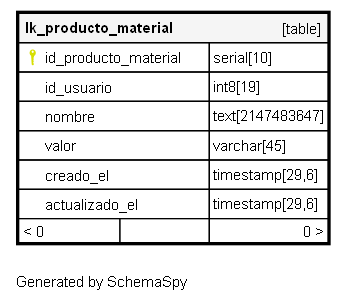 lk_producto_material [table]
id_producto_material serial[10]
id_usuario int8[19]
nombre text[2147483647]
valor varchar[45]
creado_el timestamp[29,6]
actualizado_el timestamp[29,6]
< 0 0 >
Generated by SchemaSpy